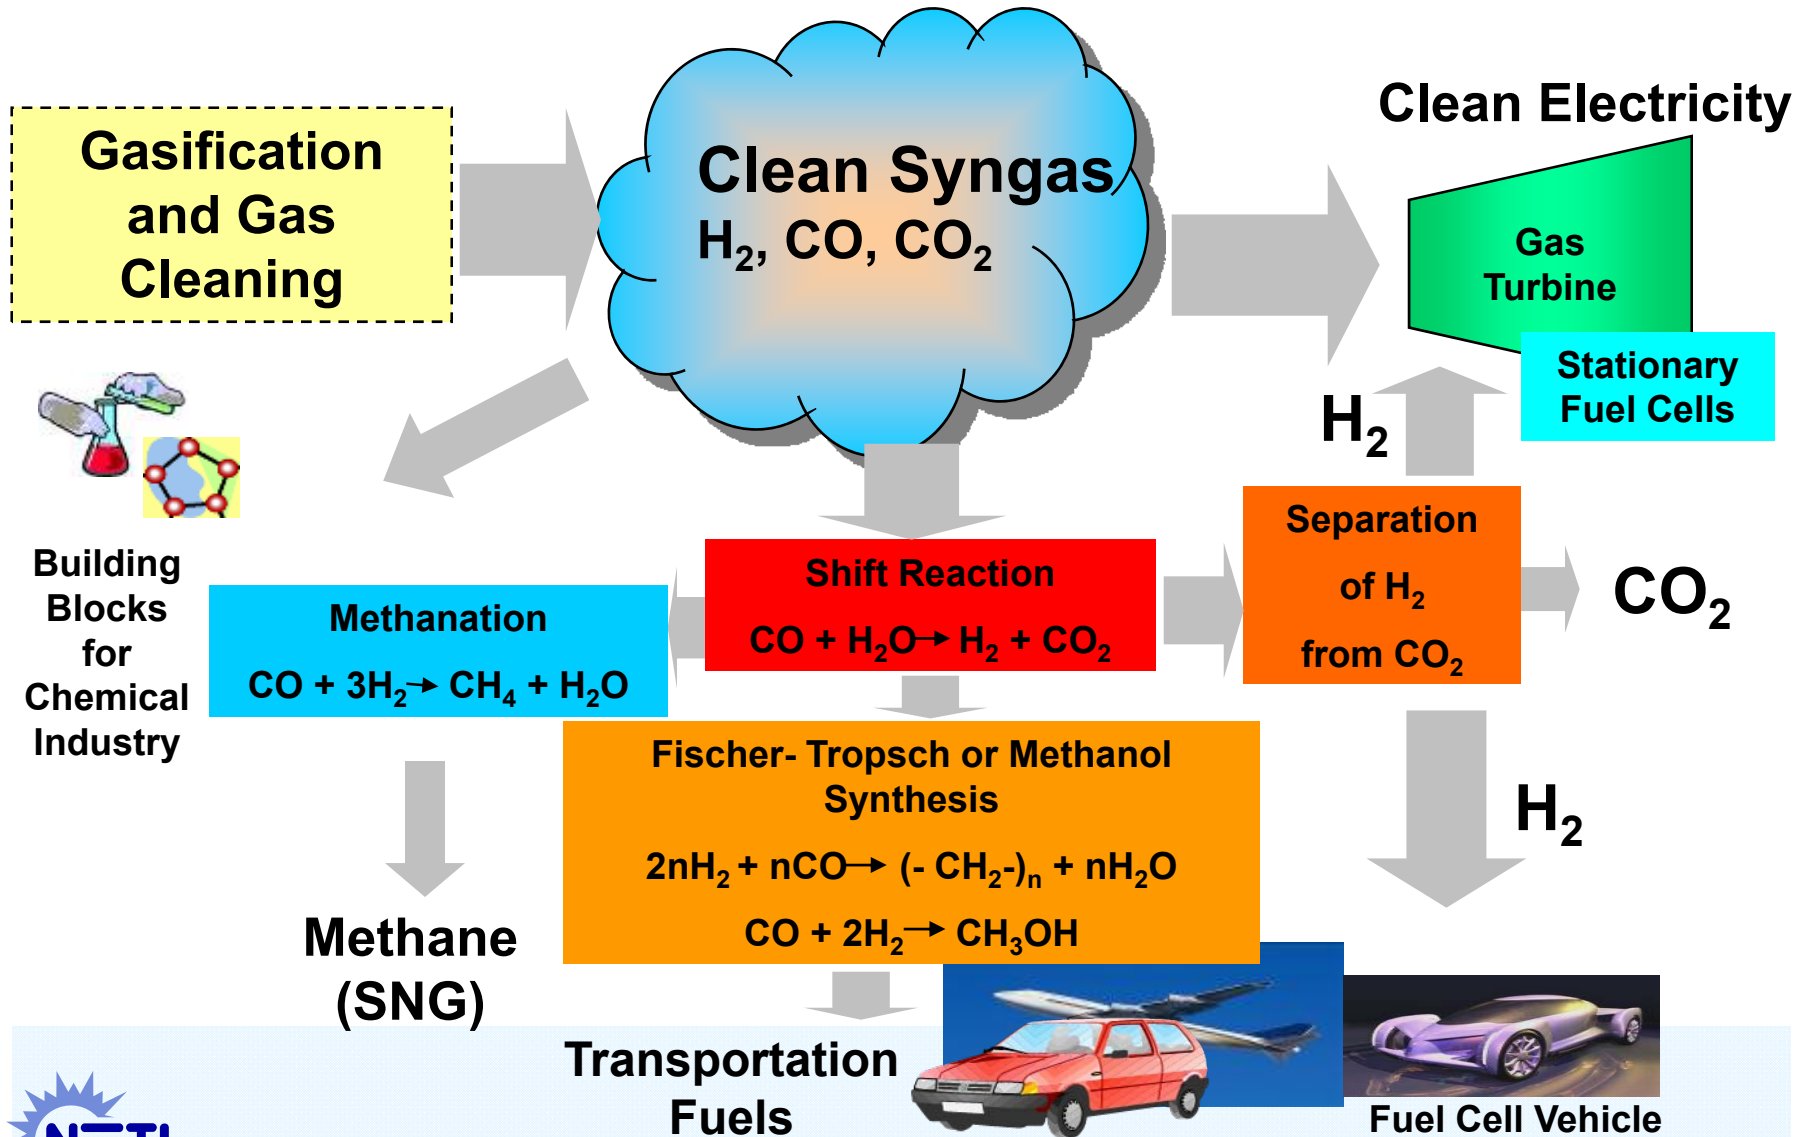 Gasification
and Gas
Cleaning
Clean Syngas
H₂, CO, CO₂
Clean Electricity
Gas
Turbine
Stationary
Fuel Cells
H₂
Building
Blocks
for
Chemical
Industry
Methanation
CO + 3H₂→ CH₄ + H₂O
Shift Reaction
CO + H₂O→ H₂ + CO₂
Separation
of H₂
from CO₂
CO₂
Fischer- Tropsch or Methanol
Synthesis
2nH₂ + nCO→ (- CH₂-)ₙ + nH₂O
CO + 2H₂→ CH₃OH
H₂
Methane
(SNG)
Transportation
Fuels
Fuel Cell Vehicle
NETL